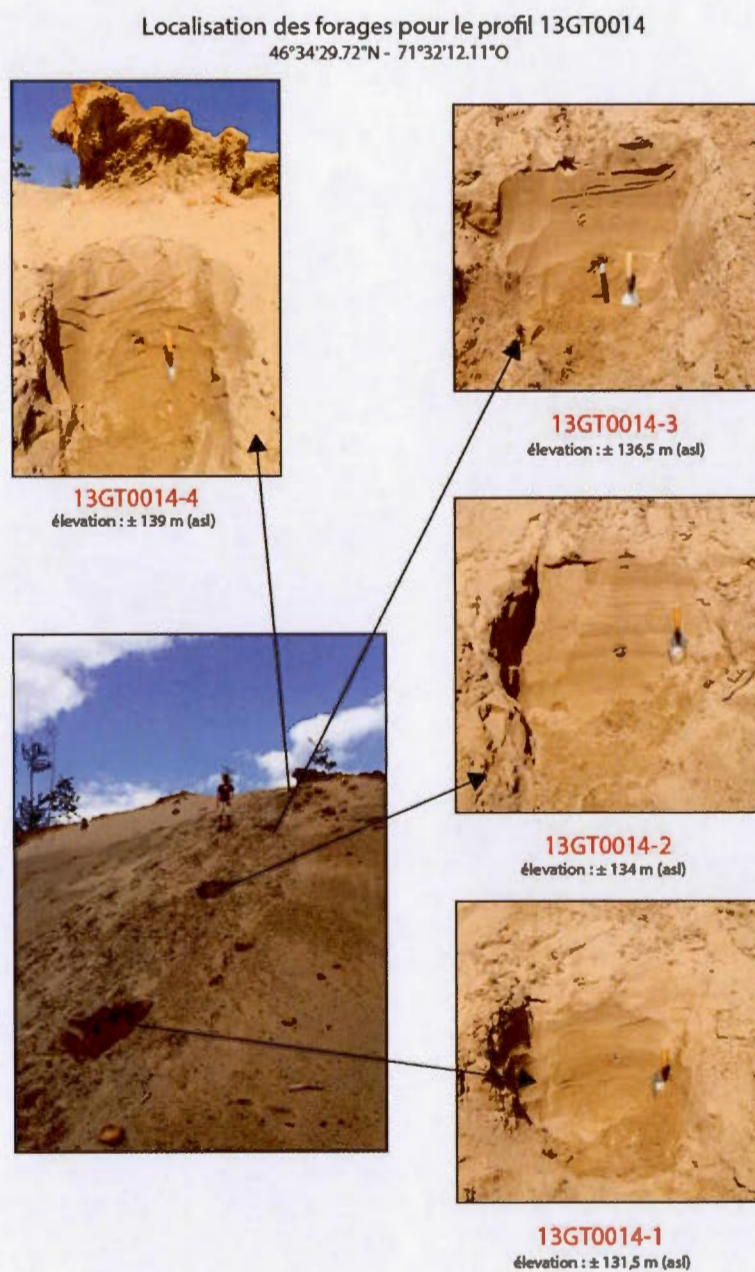 Localisation des forages pour le profil 13GT0014
46°34'29.72"N - 71°32'12.11"O
13GT0014-4
élevation : ± 139 m (asl)
13GT0014-3
élevation : ± 136,5 m (asl)
13GT0014-2
élevation : ± 134 m (asl)
13GT0014-1
élevation : ± 131,5 m (asl)